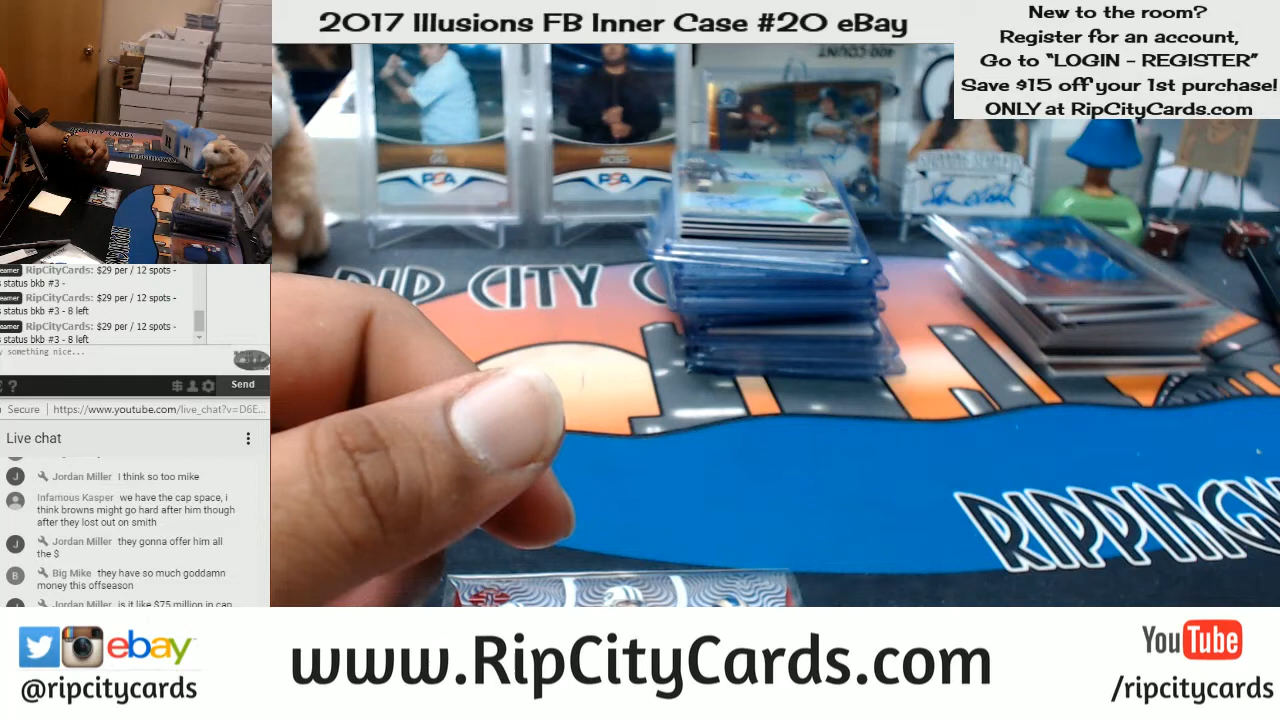 2017 Illusions FB Inner Case #20 eBay
New to the room?
Register for an account,
Go to “LOGIN - REGISTER”
Save $15 off your 1st purchase!
ONLY at RipCityCards.com
MOSES
PSA
PSA
RIP CITY
RIPPING
RipCityCards: $29 per / 12 spots -
status bkb #3 -
RipCityCards: $29 per / 12 spots -
status bkb #3 - 8 left
RipCityCards: $29 per / 12 spots -
status bkb #3 - 8 left
something nice...
Send
Secure https://www.youtube.com/live_chat?v=D6E...
Live chat
J Jordan Miller I think so too mike
Infamous Kasper we have the cap space, i
think browns might go hard after him though
after they lost out on smith
J Jordan Miller they gonna offer him all
the $
B Big Mike they have so much goddamn
money this offseason
Jordan Miller is it like $75 million in cap
ebay
@ripcitycards
www.RipCityCards.com
YouTube
/ripcitycards